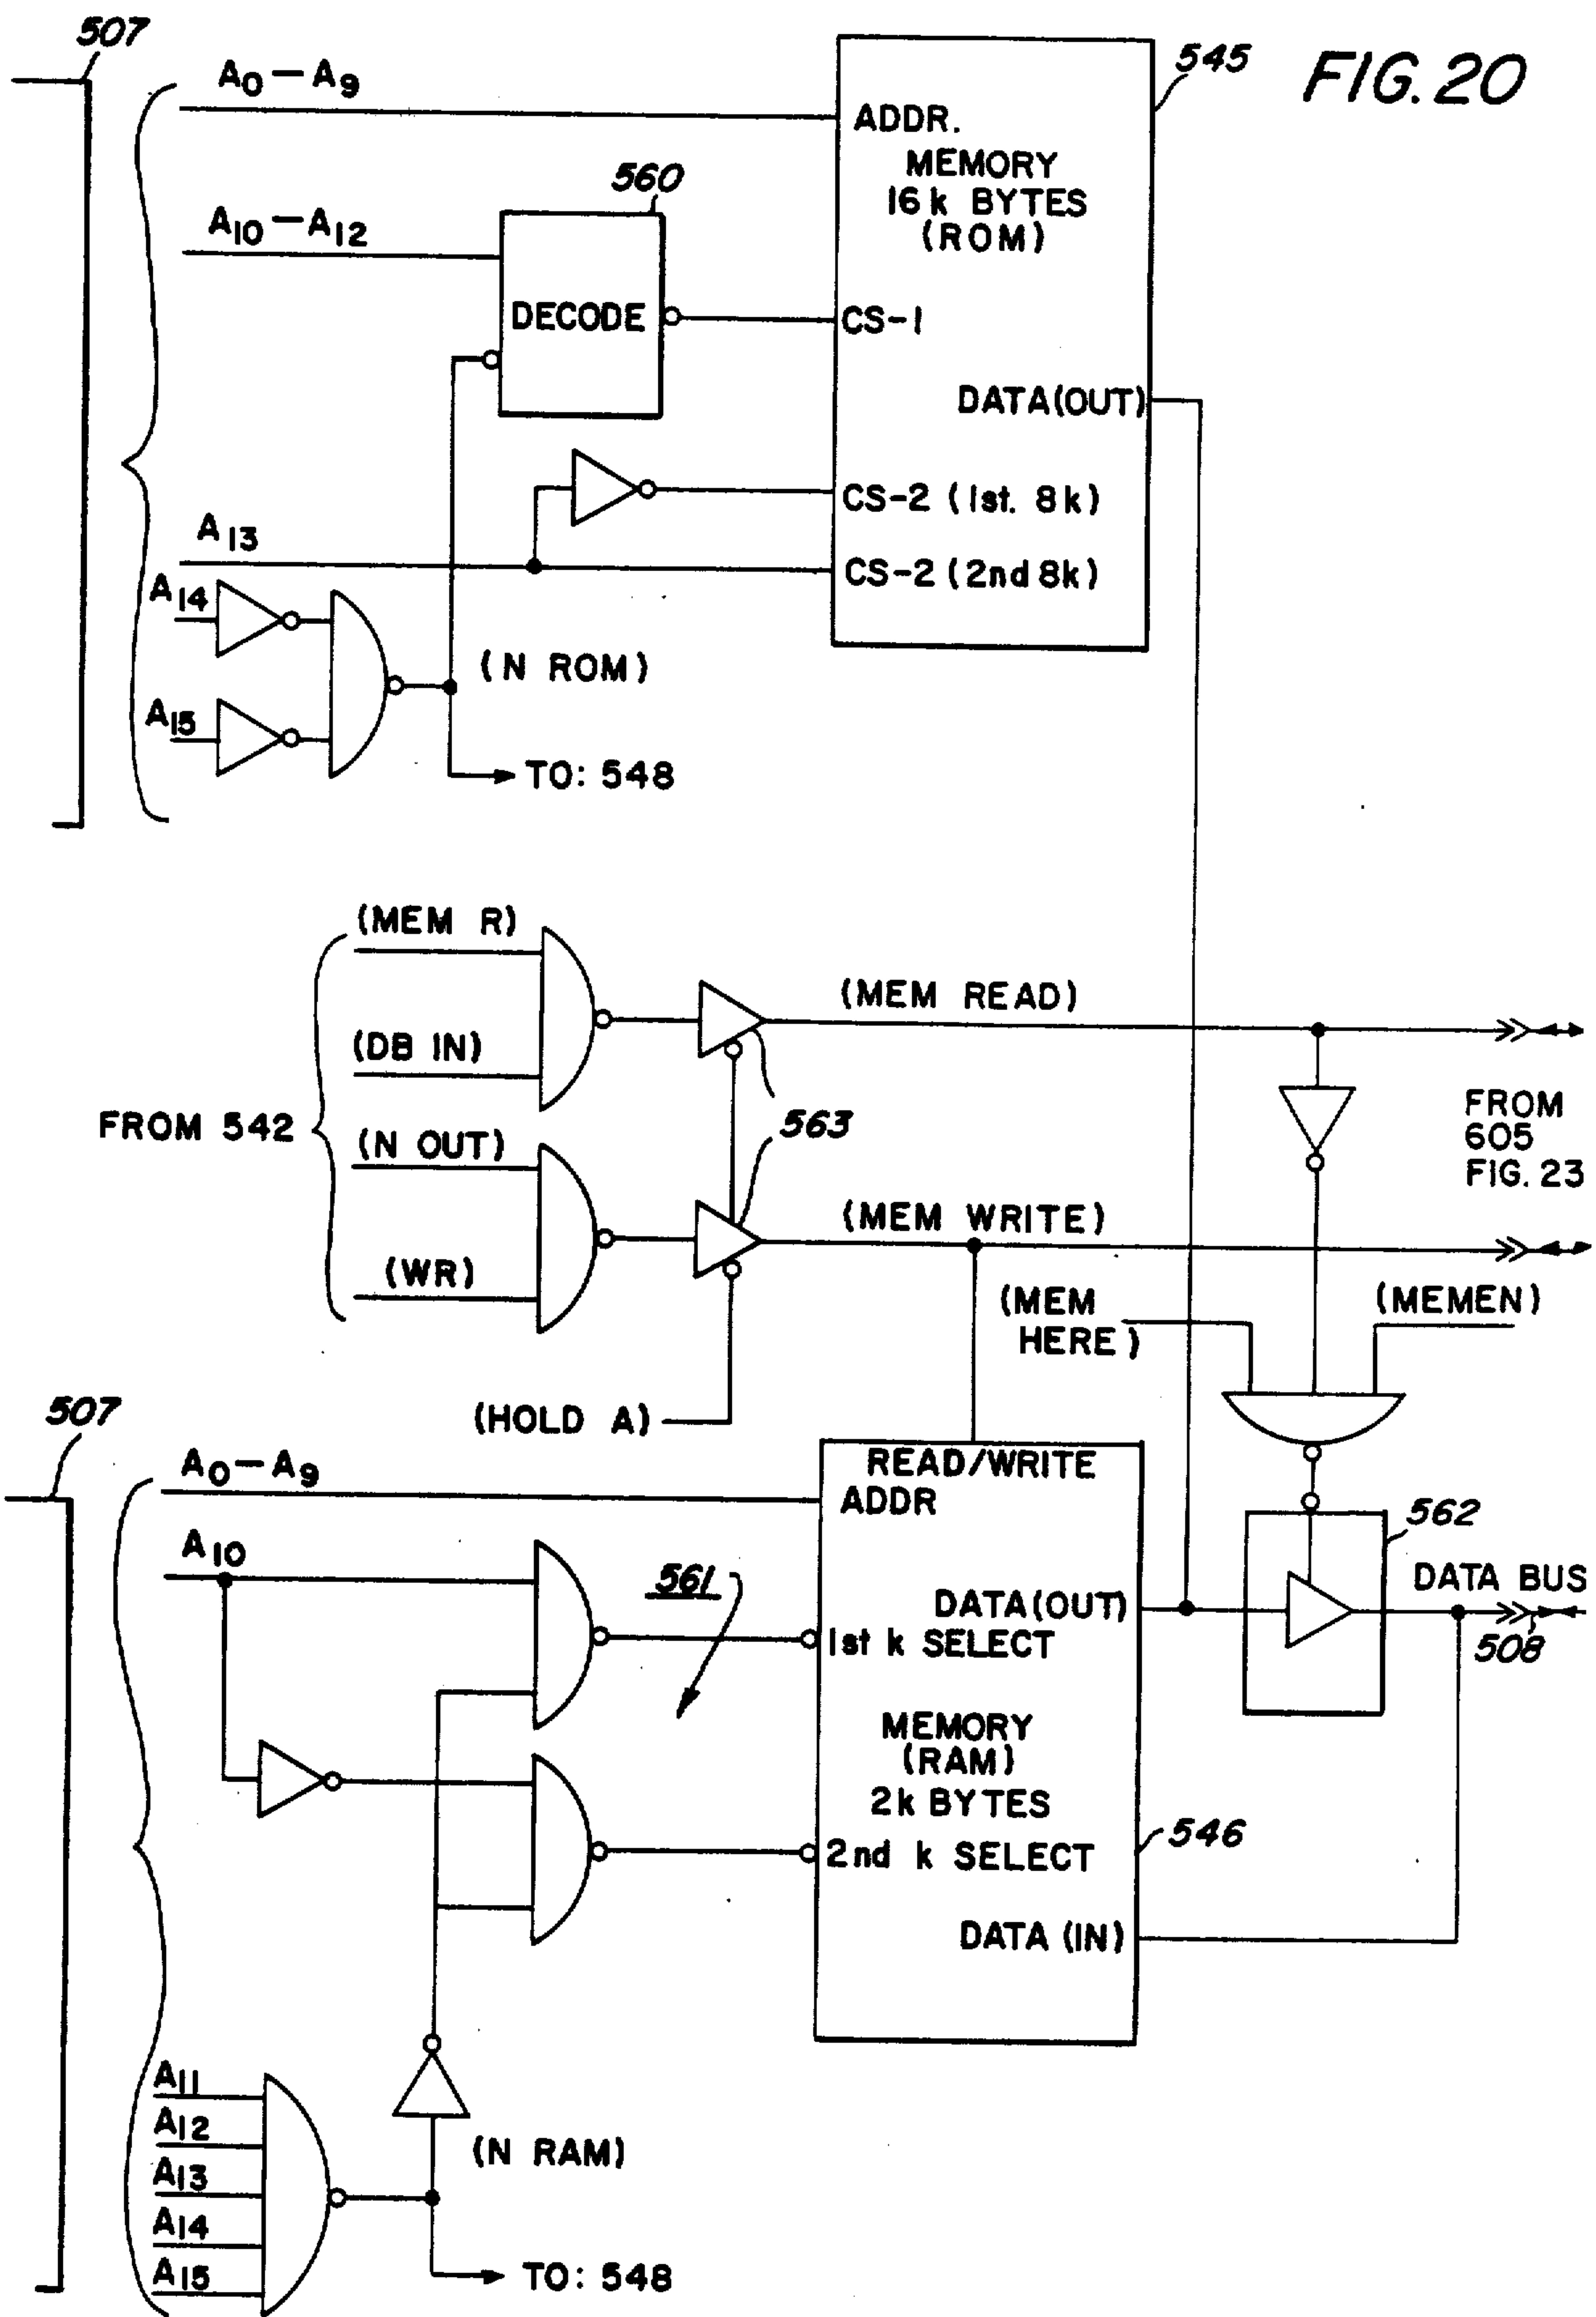 FIG. 20
507
A0–A9
545
ADDR.
MEMORY
16k BYTES
(ROM)
560
A10–A12
DECODE
CS-1
DATA(OUT)
CS-2 (1st. 8k)
A13
CS-2 (2nd 8k)
A14
(N ROM)
A15
TO: 548
(MEM R)
(MEM READ)
(DB IN)
563
FROM 542
FROM
605
FIG. 23
(N OUT)
(MEM WRITE)
(WR)
(MEM
HERE)
(MEMEN)
(HOLD A)
507
A0–A9
READ/WRITE
ADDR
A10
561
562
DATA BUS
DATA(OUT)
508
1st k SELECT
MEMORY
(RAM)
2k BYTES
546
2nd k SELECT
DATA (IN)
A11
A12
(N RAM)
A13
A14
A15
TO: 548